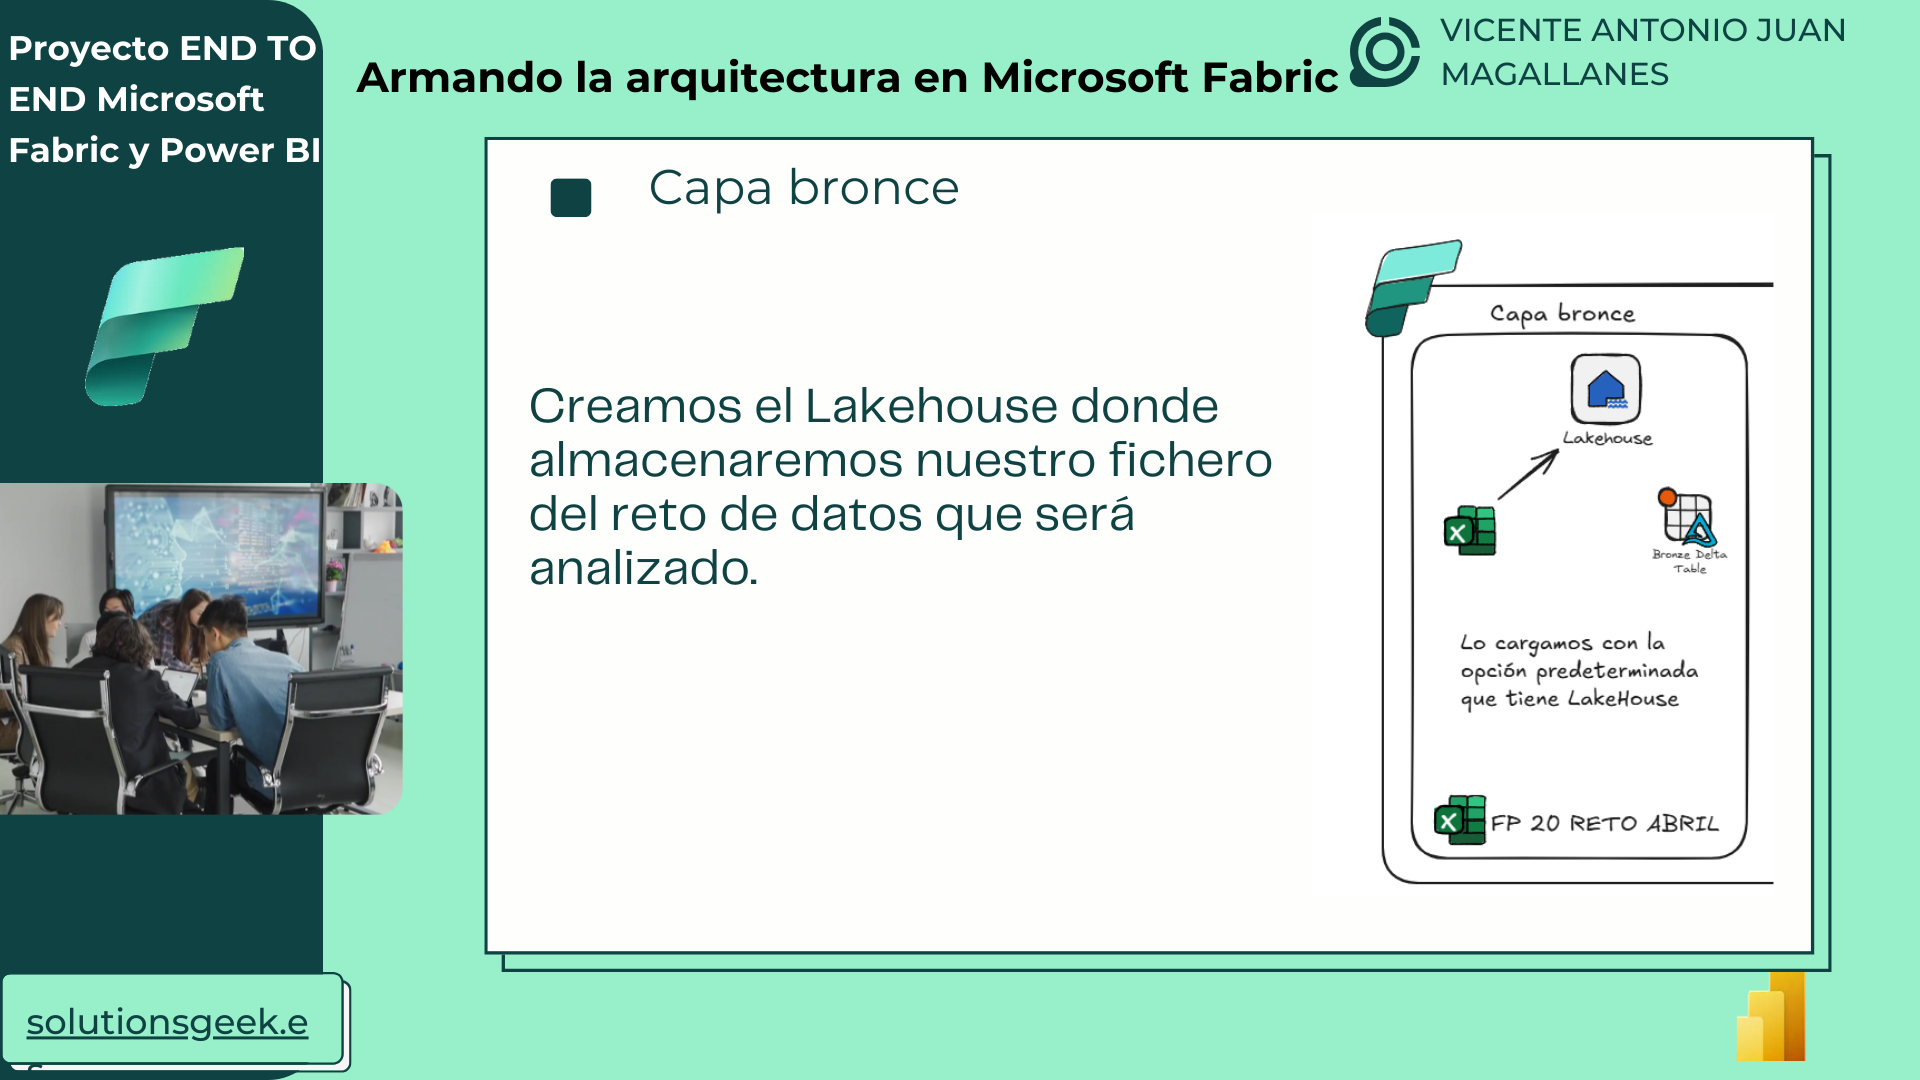 Proyecto END TO
END Microsoft
Fabric y Power BI
Armando la arquitectura en Microsoft Fabric
VICENTE ANTONIO JUAN
MAGALLANES
Capa bronce
Creamos el Lakehouse donde
almacenaremos nuestro fichero
del reto de datos que será
analizado.
Capa bronce
Lakehouse
Bronze Delta
Table
Lo cargamos con la
opción predeterminada
que tiene LakeHouse
FP 20 RETO ABRIL
solutionsgeek.e